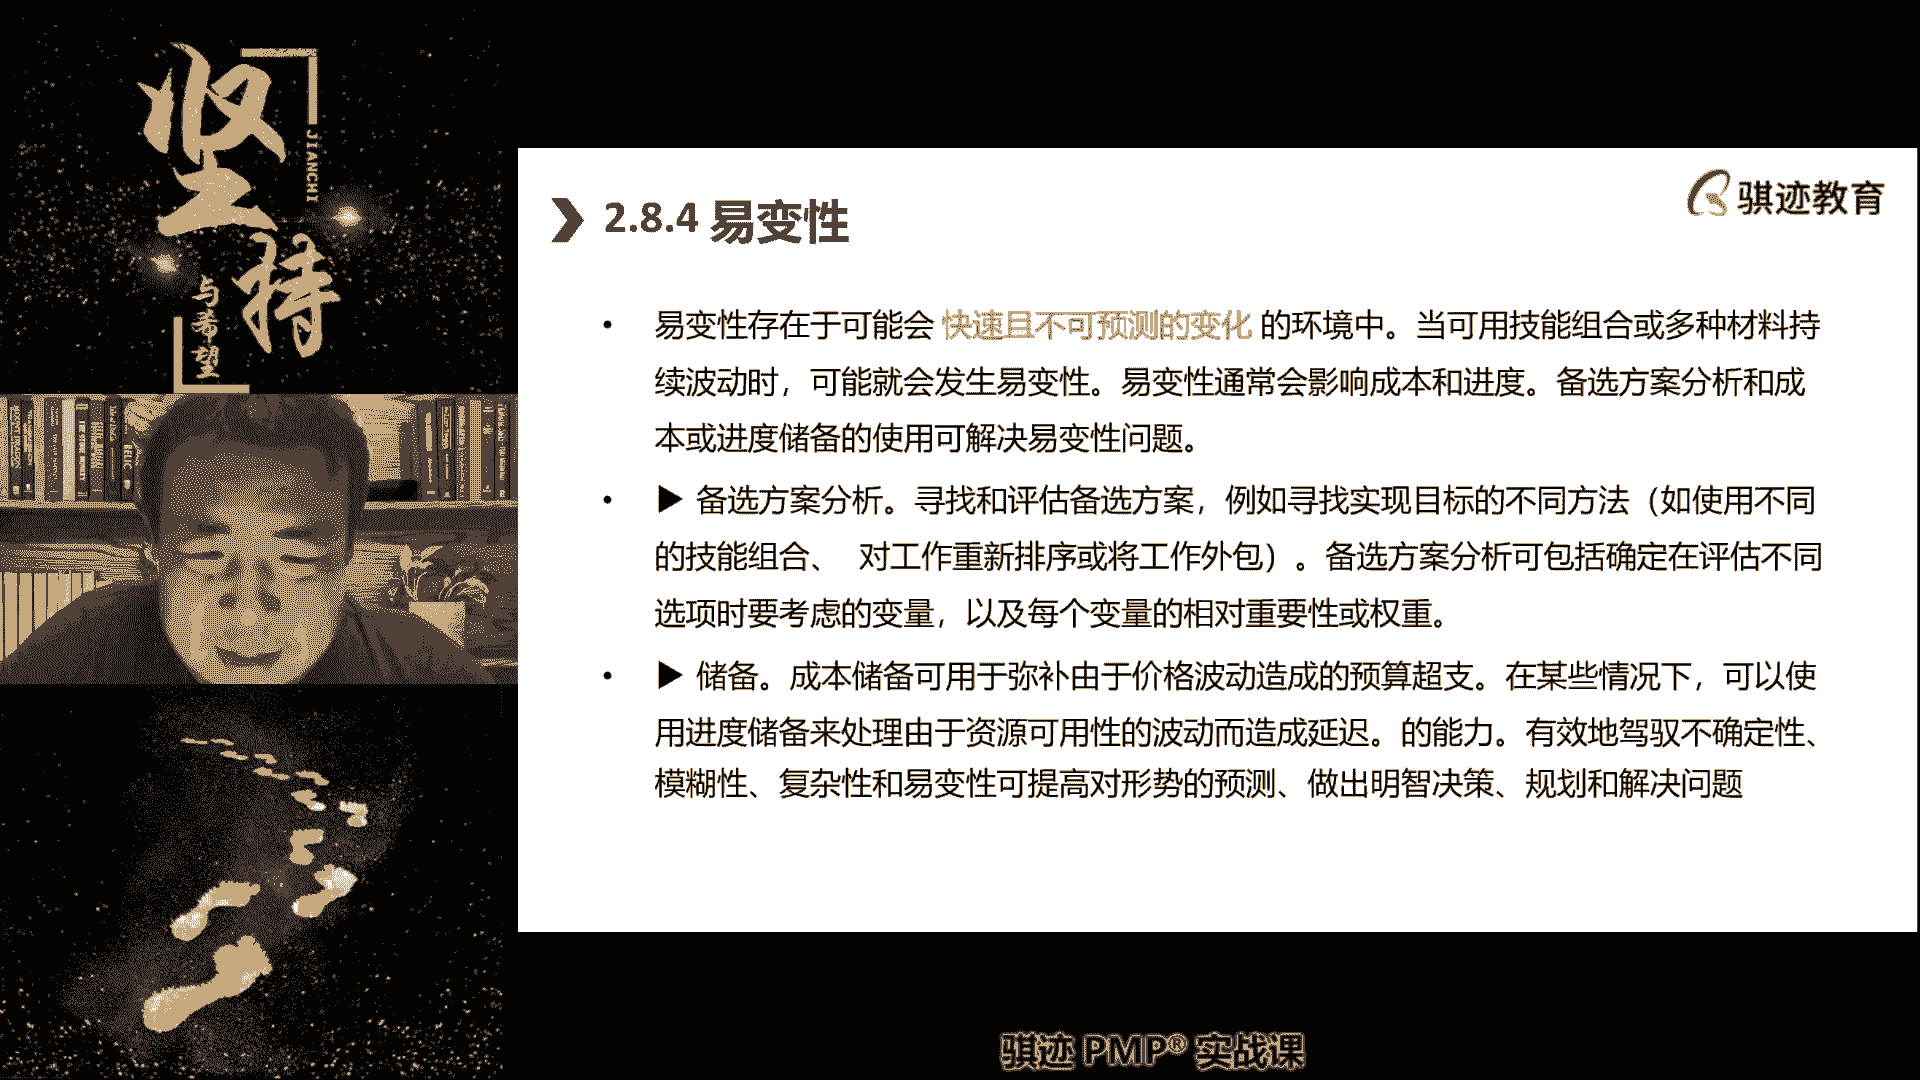 坚持
JIANCHI
与希望
骐迹教育
2.8.4 易变性
• 易变性存在于可能会 快速且不可预测的变化 的环境中。当可用技能组合或多种材料持
续波动时，可能就会发生易变性。易变性通常会影响成本和进度。备选方案分析和成
本或进度储备的使用可解决易变性问题。
• ▶ 备选方案分析。寻找和评估备选方案，例如寻找实现目标的不同方法（如使用不同
的技能组合、 对工作重新排序或将工作外包）。备选方案分析可包括确定在评估不同
选项时要考虑的变量，以及每个变量的相对重要性或权重。
• ▶ 储备。成本储备可用于弥补由于价格波动造成的预算超支。在某些情况下，可以使
用进度储备来处理由于资源可用性的波动而造成延迟。的能力。有效地驾驭不确定性、
模糊性、复杂性和易变性可提高对形势的预测、做出明智决策、规划和解决问题
骐迹 PMP® 实战课